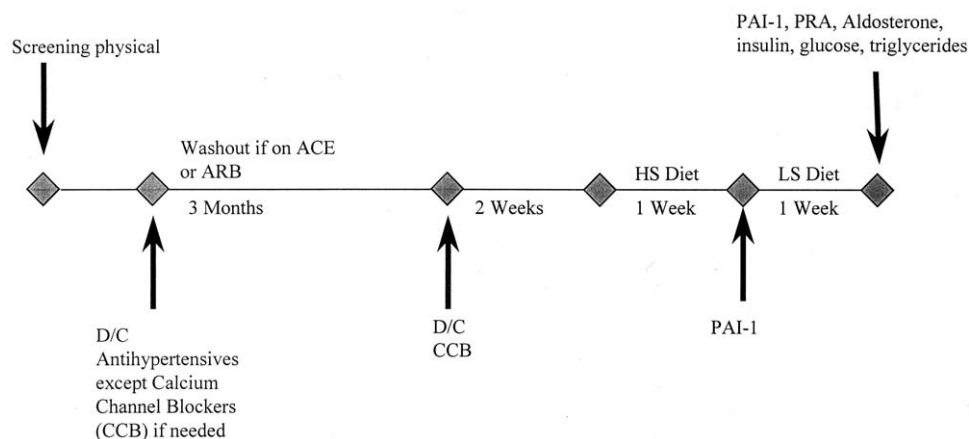 Screening physical
PAI-1, PRA, Aldosterone,
insulin, glucose, triglycerides
Washout if on ACE
or ARB
3 Months
2 Weeks
HS Diet
1 Week
LS Diet
1 Week
D/C
Antihypertensives
except Calcium
Channel Blockers
(CCB) if needed
D/C
CCB
PAI-1